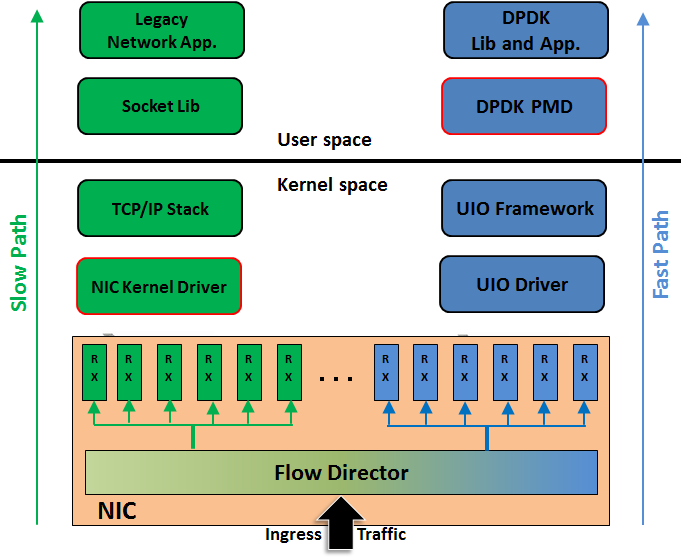 Legacy
Network App.
DPDK
Lib and App.
Socket Lib
DPDK PMD
User space
Kernel space
TCP/IP Stack
UIO Framework
NIC Kernel Driver
UIO Driver
Slow Path
Fast Path
R R R R R R R R R R R R
X X X X X X ... X X X X X X
Flow Director
NIC
Ingress Traffic